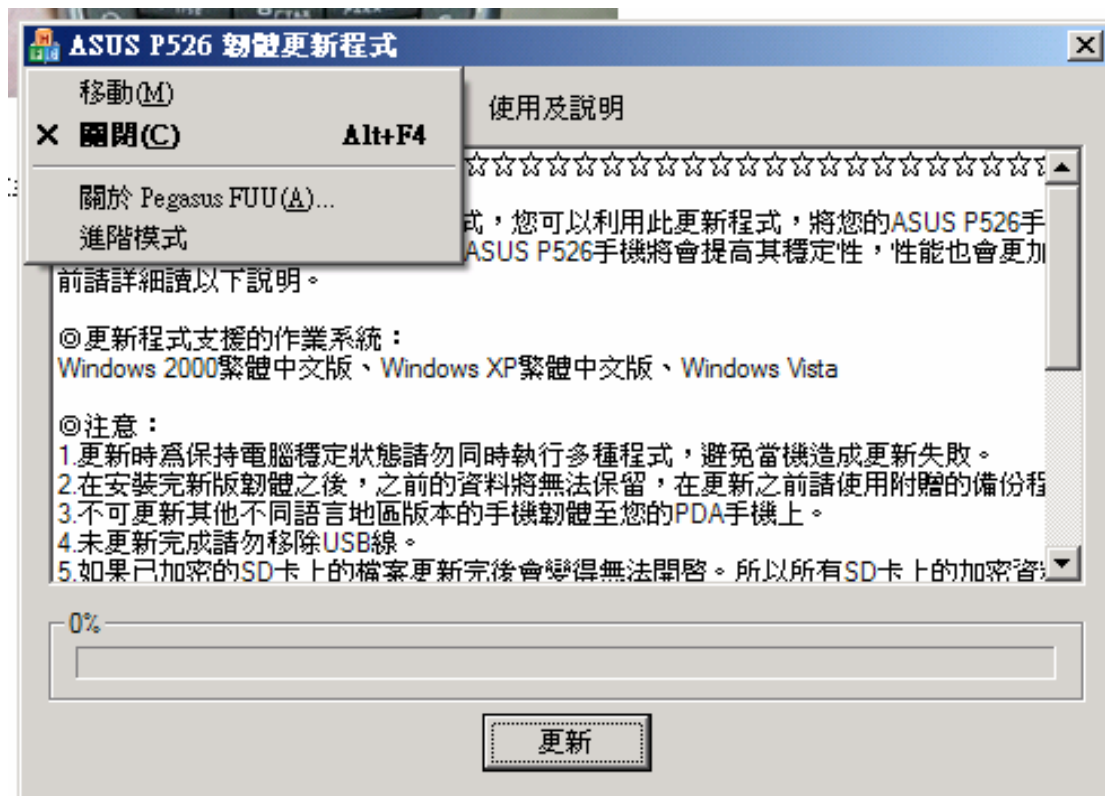 ASUS P526 韌體更新程式
移動(M)
關閉(C) Alt+F4
關於 Pegasus FUU(A)...
進階模式
使用及說明
☆☆☆☆☆☆☆☆☆☆☆☆☆☆☆☆☆☆☆☆☆
式，您可以利用此更新程式，將您的ASUS P526手
ASUS P526手機將會提高其穩定性，性能也會更加
前請詳細讀以下說明。
◎更新程式支援的作業系統：
Windows 2000繁體中文版、Windows XP繁體中文版、Windows Vista
◎注意：
1.更新時為保持電腦穩定狀態請勿同時執行多種程式，避免當機造成更新失敗。
2.在安裝完新版韌體之後，之前的資料將無法保留，在更新之前請使用附贈的備份程
3.不可更新其他不同語言地區版本的手機韌體至您的PDA手機上。
4.未更新完成請勿移除USB線。
5.如果已加密的SD卡上的檔案更新完後會變得無法開啟。所以所有SD卡上的加密資
0%
更新